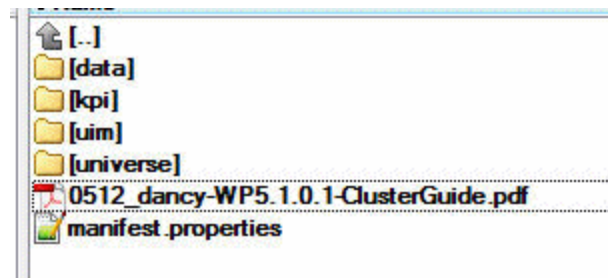 [..]
[data]
[kpi]
[uim]
[universe]
0512_dancy-WP5.1.0.1-ClusterGuide.pdf
manifest.properties